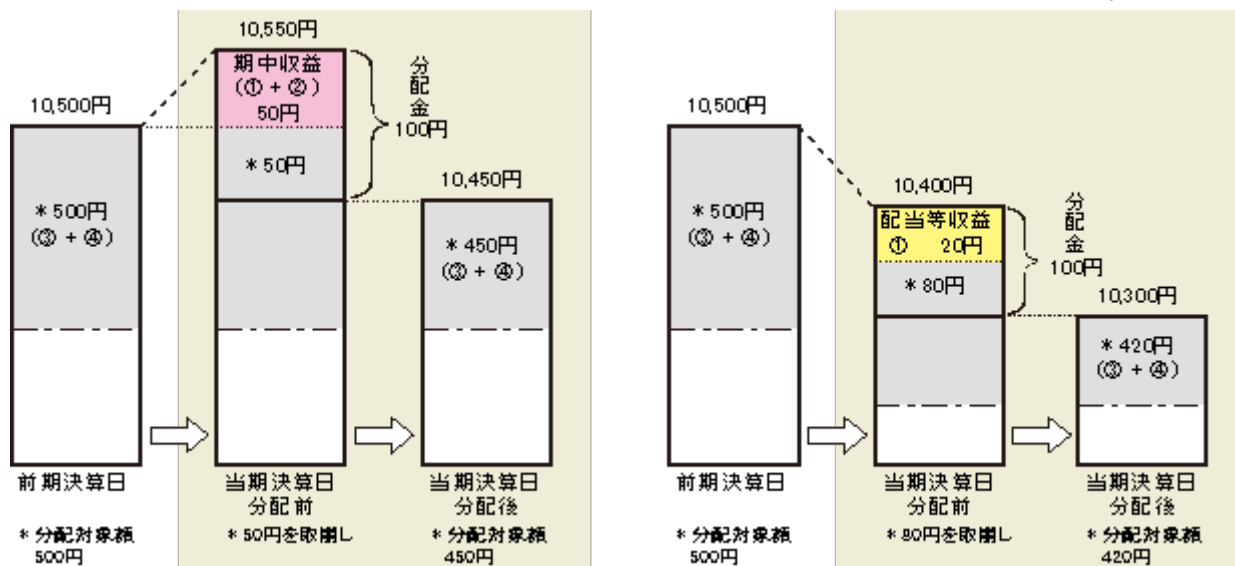 10,550円
期中収益
(① + ②)
50円
分配金
100円
10,500円
*50円
10,450円
*500円
(③ + ④)
*450円
(③ + ④)
前期決算日
当期決算日
分配前
当期決算日
分配後
*分配対象額
500円
*50円を取崩し
*分配対象額
450円
10,500円
10,400円
配当等収益
① 20円
分配金
100円
*80円
10,300円
*500円
(③ + ④)
*420円
(③ + ④)
前期決算日
当期決算日
分配前
当期決算日
分配後
*分配対象額
500円
*80円を取崩し
*分配対象額
420円